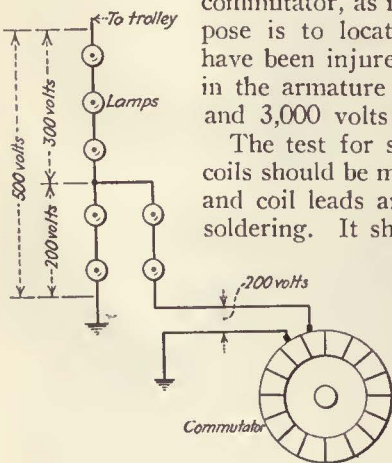 commutator, as i
pose is to locat
have been injure
in the armature
and 3,000 volts
The test for s
coils should be m
and coil leads a
soldering. It sh
To trolley
Lamps
500 volts
300 volts
200 volts
200 volts
Commutator